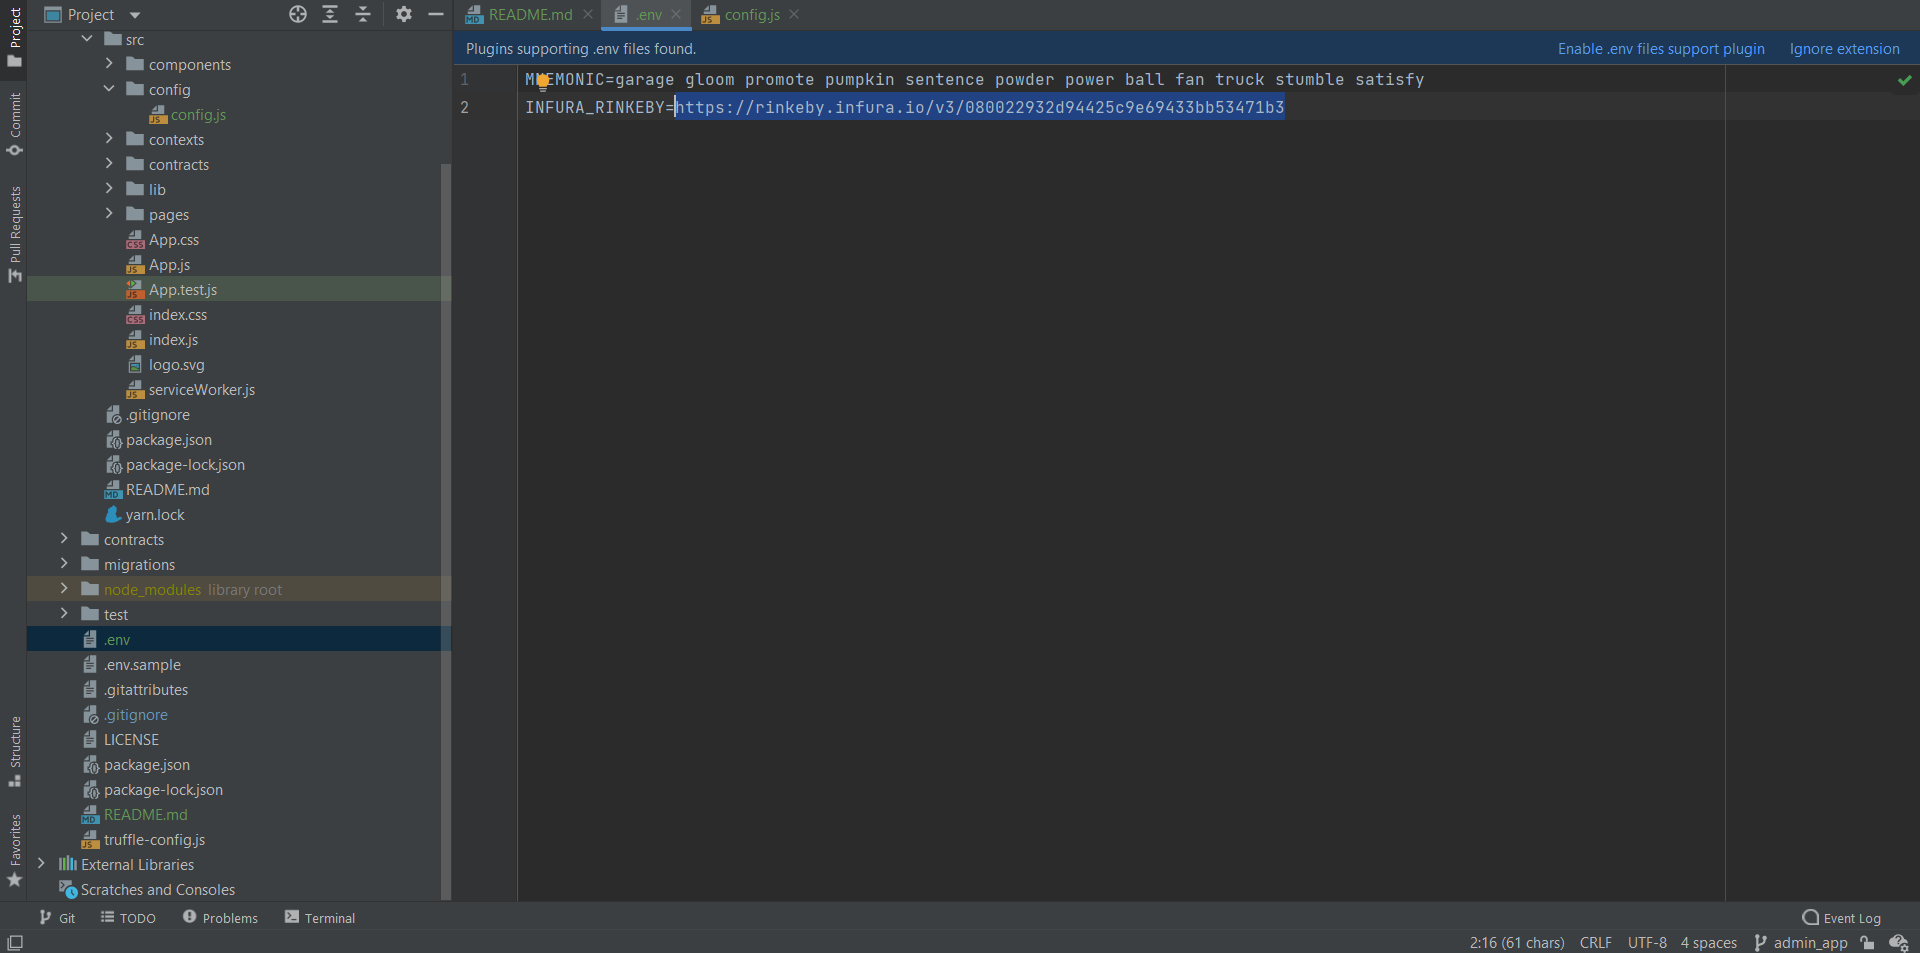 Project
README.md
.env
config.js
Plugins supporting .env files found.
Enable .env files support plugin
Ignore extension
Project
Commit
Pull Requests
Structure
Favorites
src
components
config
config.js
contexts
contracts
lib
pages
App.css
App.js
App.test.js
index.css
index.js
logo.svg
serviceWorker.js
.gitignore
package.json
package-lock.json
README.md
yarn.lock
contracts
migrations
node_modules library root
test
.env
.env.sample
.gitattributes
.gitignore
LICENSE
package.json
package-lock.json
README.md
truffle-config.js
External Libraries
Scratches and Consoles
1 MNEMONIC=garage gloom promote pumpkin sentence powder power ball fan truck stumble satisfy
2 INFURA_RINKEBY=https://rinkeby.infura.io/v3/080022932d94425c9e69433bb53471b3
Git
TODO
Problems
Terminal
Event Log
2:16 (61 chars)
CRLF
UTF-8
4 spaces
admin_app